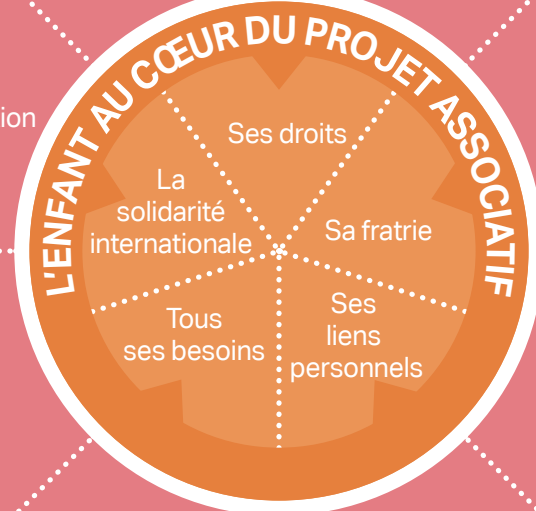 L'ENFANT AU CŒUR DU PROJET ASSOCIATIF
ion
Ses droits
La
solidarité
internationale
Sa fratrie
Tous
ses besoins
Ses
liens
personnels